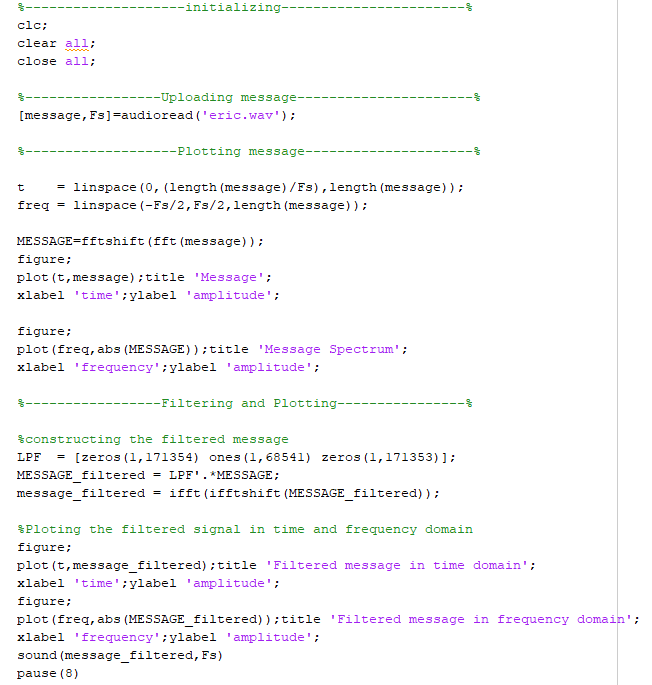 %--------------------initializing-----------------------%
clc;
clear all;
close all;
%-----------------Uploading message----------------------%
[message,Fs]=audioread('eric.wav');
%-------------------Plotting message---------------------%
t    = linspace(0,(length(message)/Fs),length(message));
freq = linspace(-Fs/2,Fs/2,length(message));
MESSAGE=fftshift(fft(message));
figure;
plot(t,message);title 'Message';
xlabel 'time';ylabel 'amplitude';
figure;
plot(freq,abs(MESSAGE));title 'Message Spectrum';
xlabel 'frequency';ylabel 'amplitude';
%-----------------Filtering and Plotting----------------%
%constructing the filtered message
LPF  = [zeros(1,171354) ones(1,68541) zeros(1,171353)];
MESSAGE_filtered = LPF'.*MESSAGE;
message_filtered = ifft(ifftshift(MESSAGE_filtered));
%Ploting the filtered signal in time and frequency domain
figure;
plot(t,message_filtered);title 'Filtered message in time domain';
xlabel 'time';ylabel 'amplitude';
figure;
plot(freq,abs(MESSAGE_filtered));title 'Filtered message in frequency domain';
xlabel 'frequency';ylabel 'amplitude';
sound(message_filtered,Fs)
pause(8)